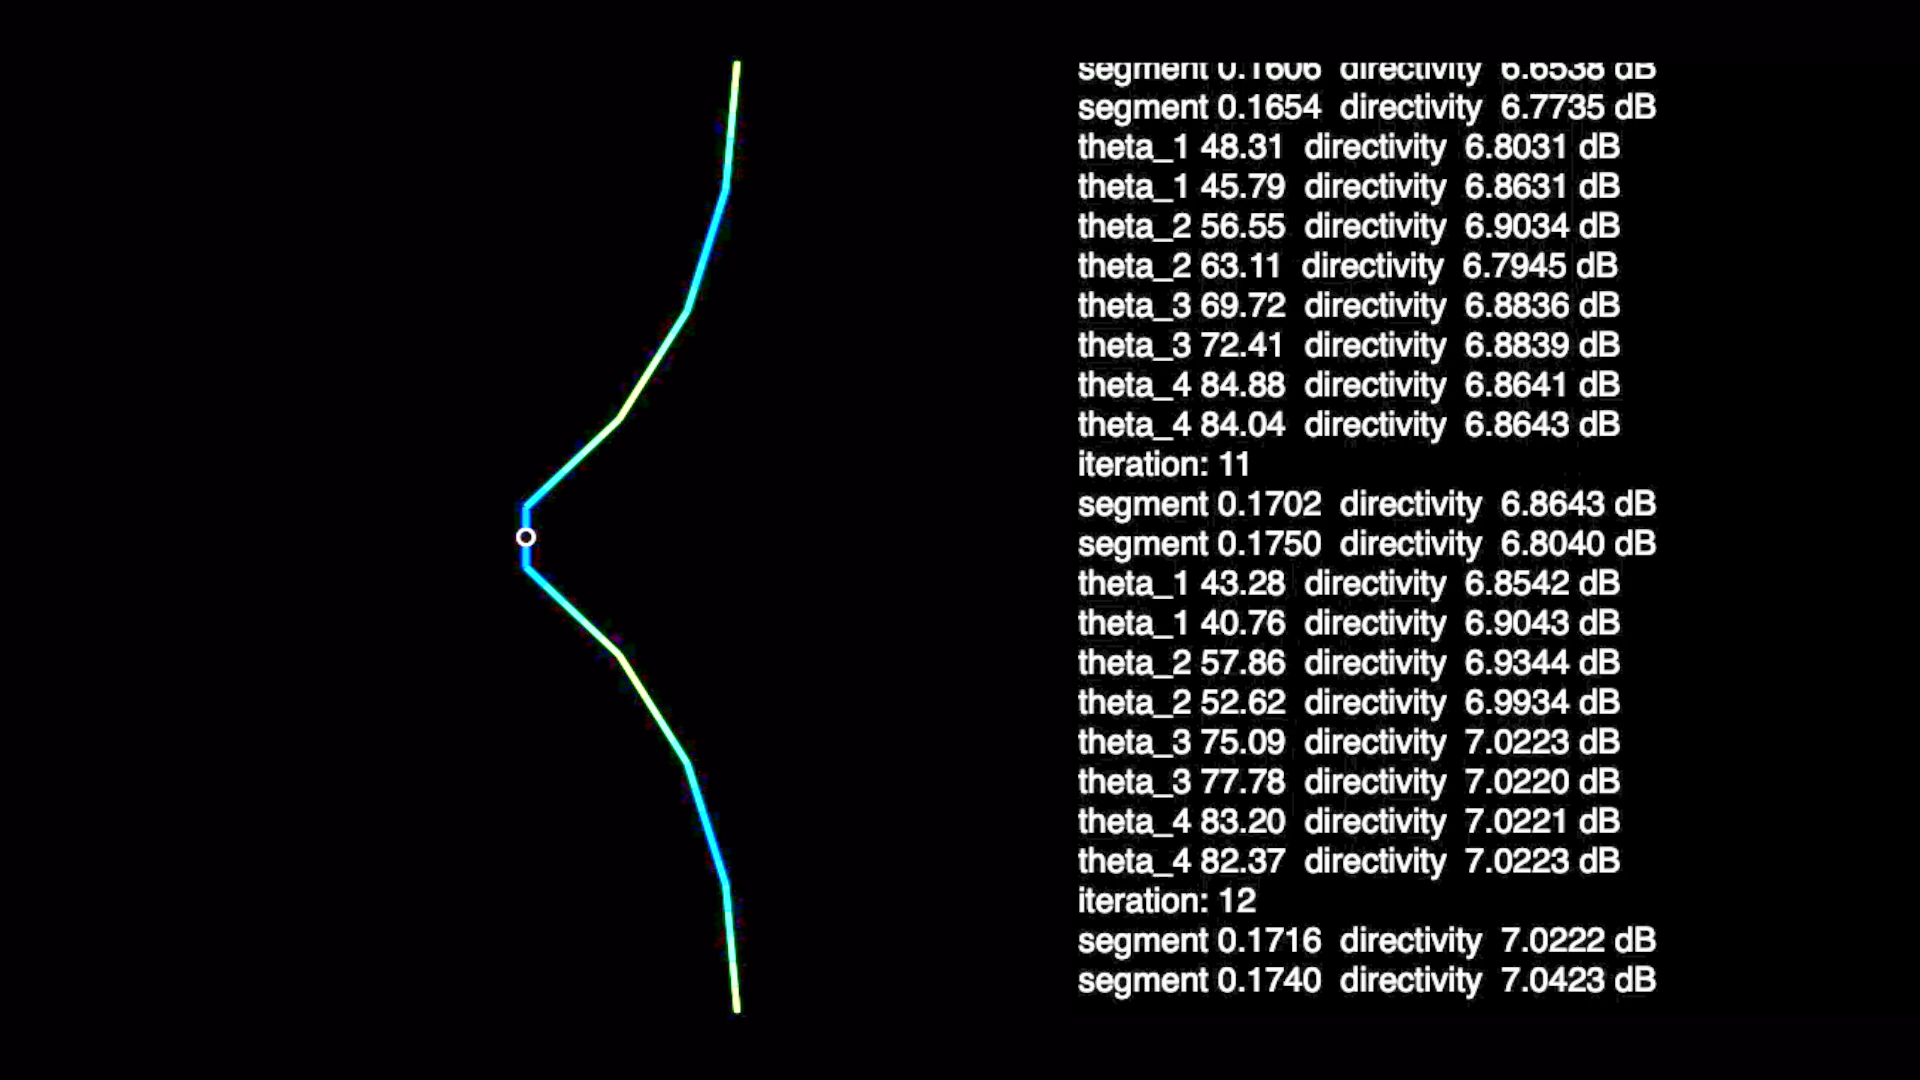 segment 0.1606 directivity 6.6538 dB
segment 0.1654 directivity 6.7735 dB
theta_1 48.31 directivity 6.8031 dB
theta_1 45.79 directivity 6.8631 dB
theta_2 56.55 directivity 6.9034 dB
theta_2 63.11 directivity 6.7945 dB
theta_3 69.72 directivity 6.8836 dB
theta_3 72.41 directivity 6.8839 dB
theta_4 84.88 directivity 6.8641 dB
theta_4 84.04 directivity 6.8643 dB
iteration: 11
segment 0.1702 directivity 6.8643 dB
segment 0.1750 directivity 6.8040 dB
theta_1 43.28 directivity 6.8542 dB
theta_1 40.76 directivity 6.9043 dB
theta_2 57.86 directivity 6.9344 dB
theta_2 52.62 directivity 6.9934 dB
theta_3 75.09 directivity 7.0223 dB
theta_3 77.78 directivity 7.0220 dB
theta_4 83.20 directivity 7.0221 dB
theta_4 82.37 directivity 7.0223 dB
iteration: 12
segment 0.1716 directivity 7.0222 dB
segment 0.1740 directivity 7.0423 dB